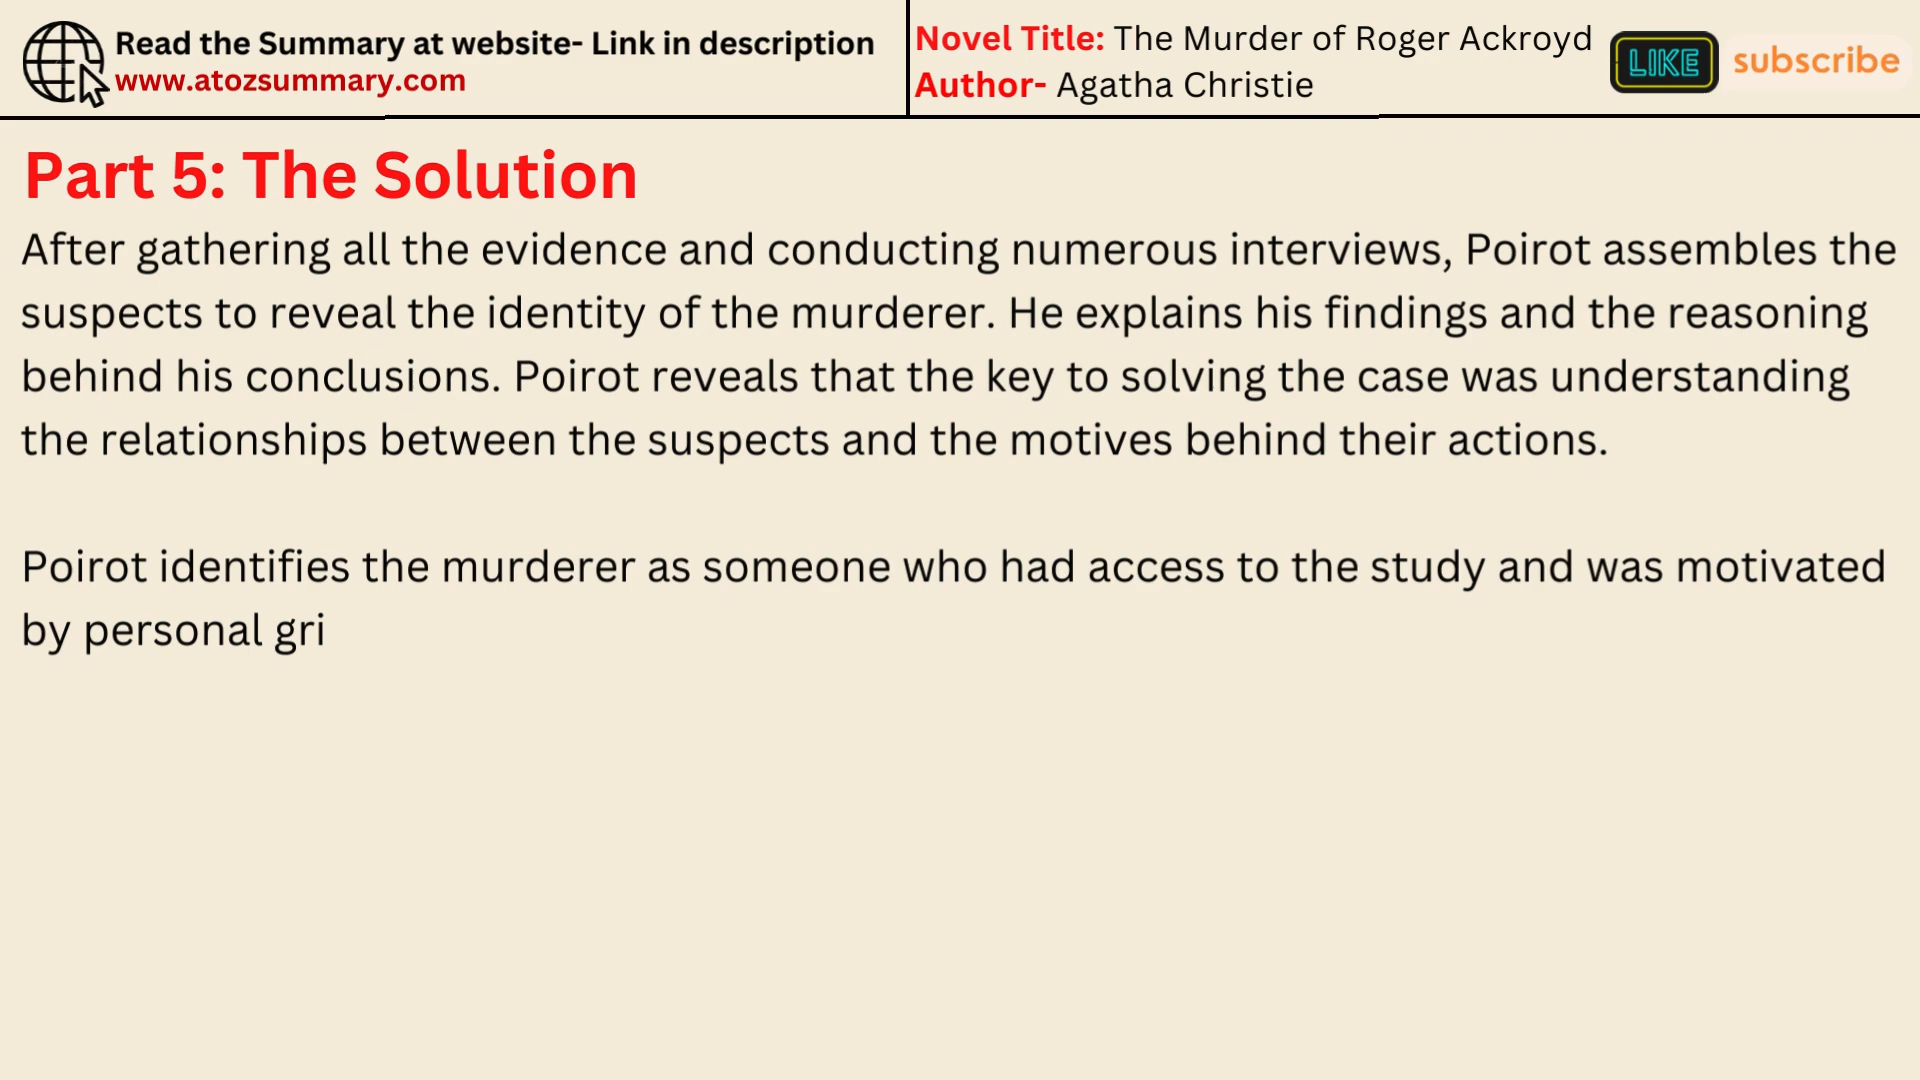 Read the Summary at website- Link in description
www.atozsummary.com
Novel Title: The Murder of Roger Ackroyd
Author- Agatha Christie
LIKE
subscribe
Part 5: The Solution
After gathering all the evidence and conducting numerous interviews, Poirot assembles the
suspects to reveal the identity of the murderer. He explains his findings and the reasoning
behind his conclusions. Poirot reveals that the key to solving the case was understanding
the relationships between the suspects and the motives behind their actions.
Poirot identifies the murderer as someone who had access to the study and was motivated
by personal gri